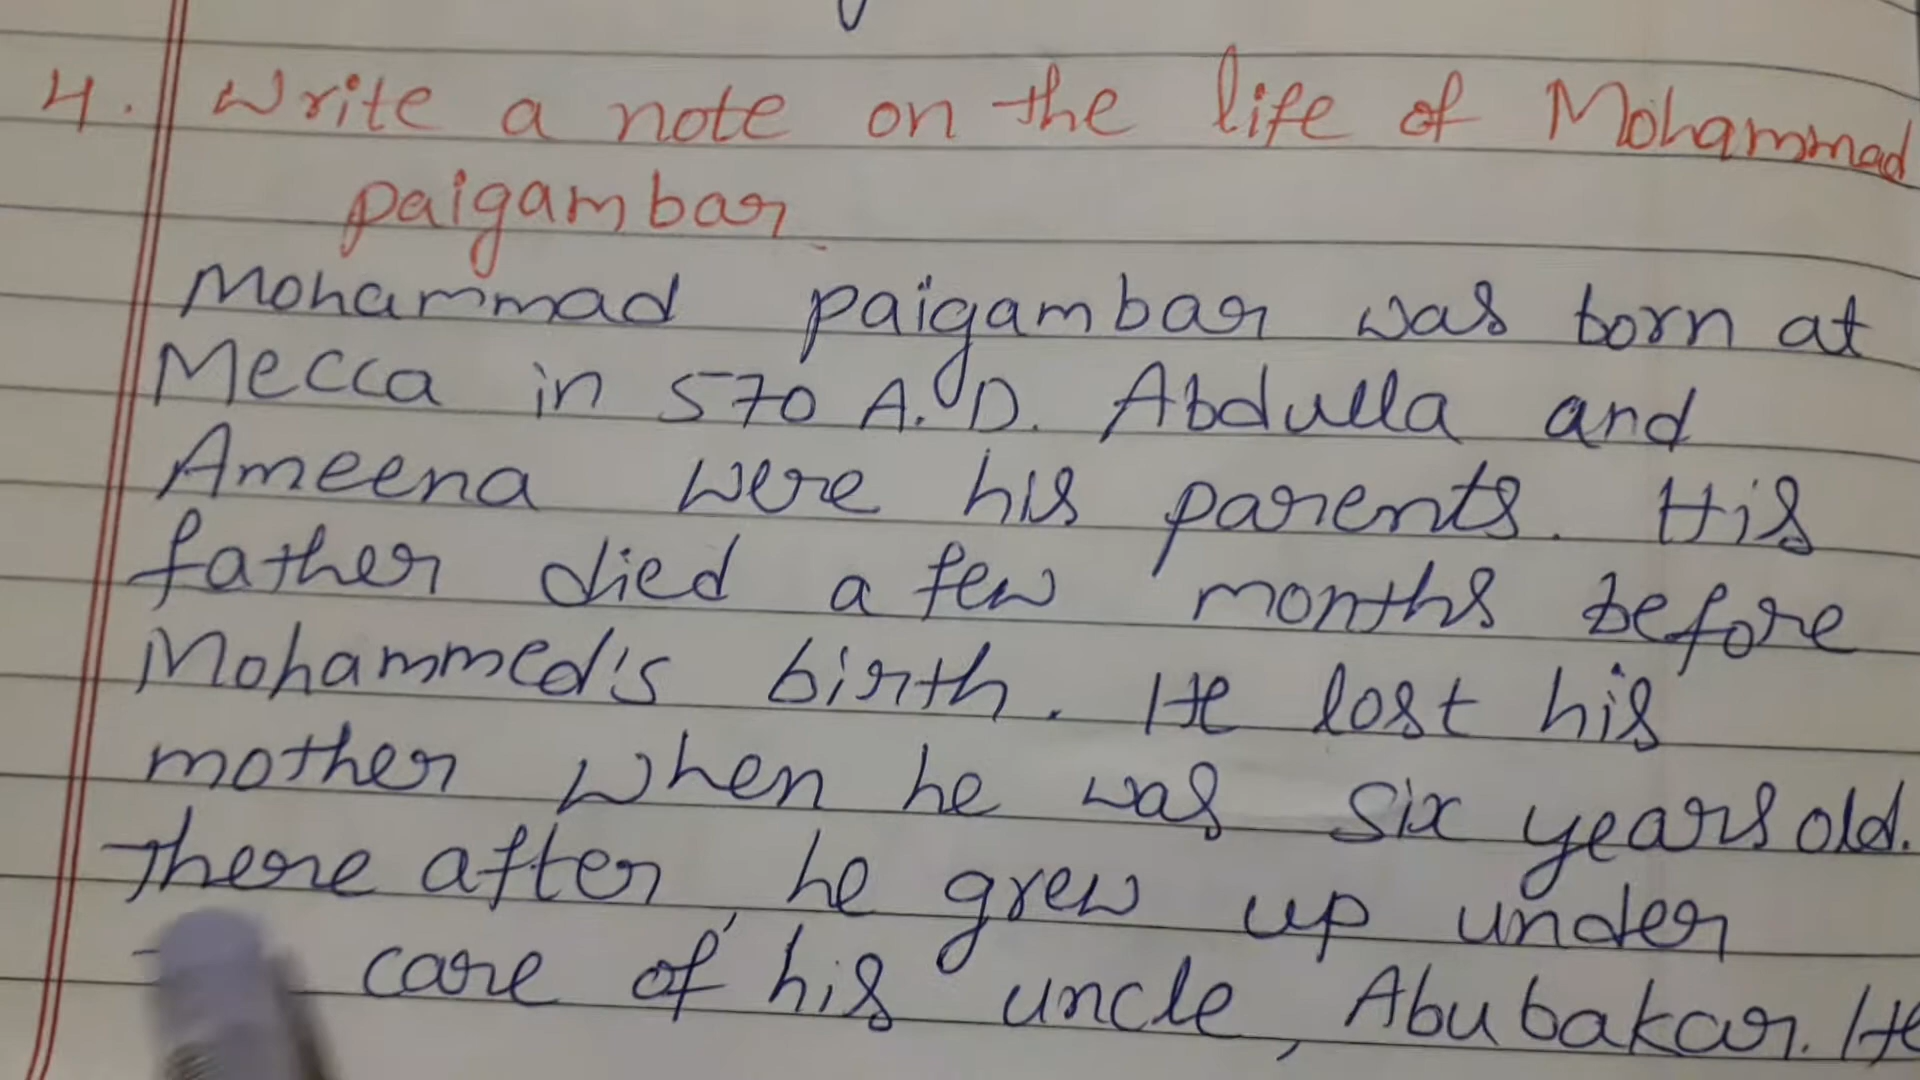 4. Write a note on the life of Mohammad
paigambar.
Mohammad paigambar was born at
Mecca in 570 A.D. Abdulla and
Ameena were his parents. His
father died a few months before
Mohammed's birth. He lost his
mother when he was six years old.
There after, he grew up under
care of his uncle, Abubakar. He